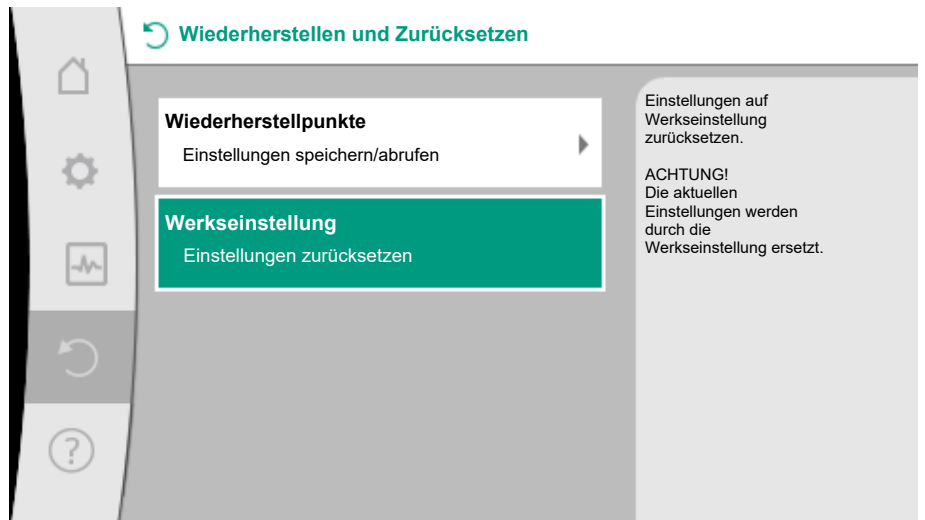 Wiederherstellen und Zurücksetzen
Wiederherstellpunkte
Einstellungen speichern/abrufen
Werkseinstellung
Einstellungen zurücksetzen
Einstellungen auf
Werkseinstellung
zurücksetzen.
ACHTUNG!
Die aktuellen
Einstellungen werden
durch die
Werkseinstellung ersetzt.
?